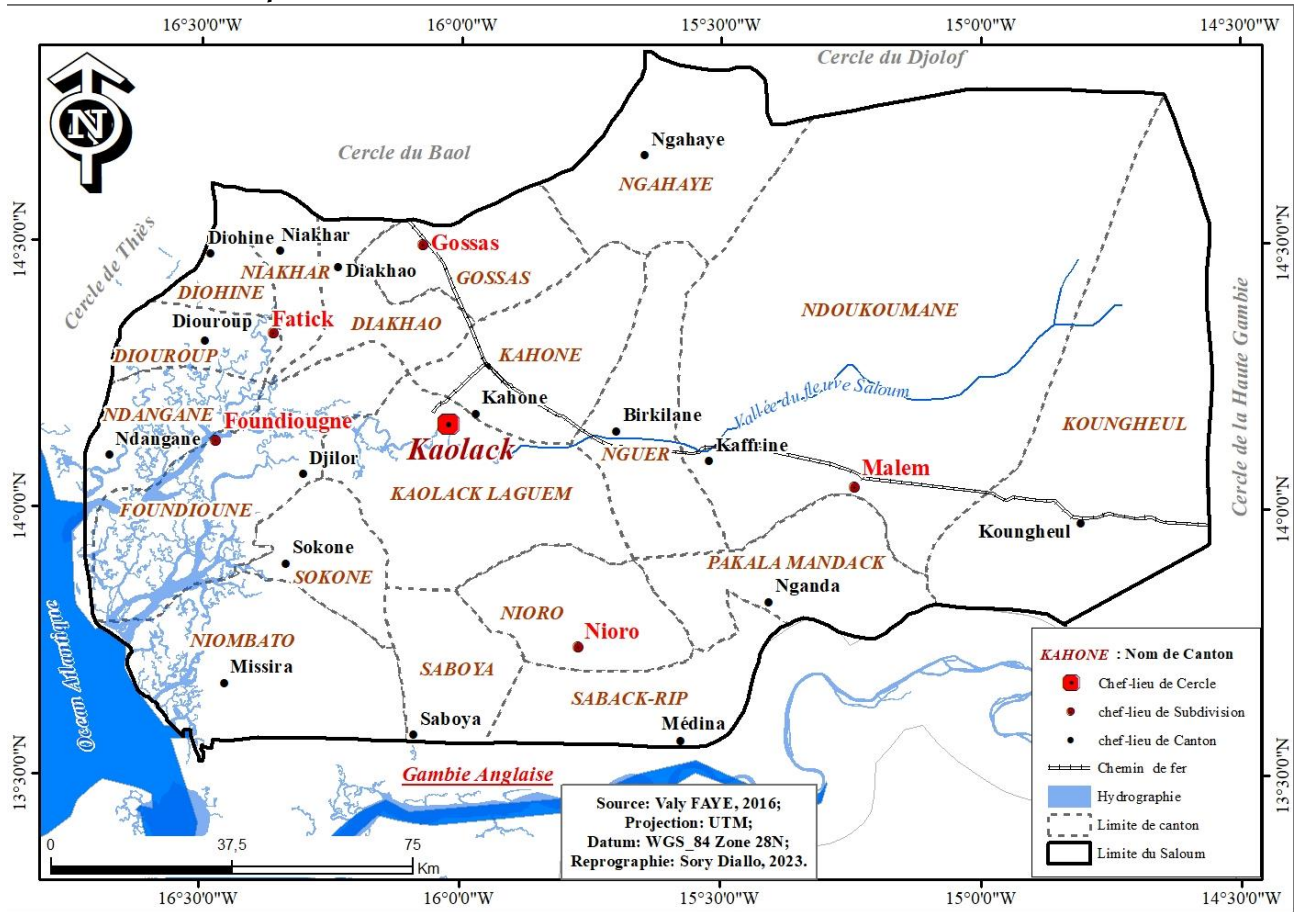 16°30'0"W 16°0'0"W 15°30'0"W 15°0'0"W 14°30'0"W
Cercle du Djolof
N
Cercle du Baol
Ngahaye
NGAHAYE
14°30'0"N
14°30'0"N
Cercle de Thiès
Diohine
Niakhar
Gossas
NIAKHAR
Diakhao
GOSSAS
DIOHINE
Diouroup
Fatick
DIAKHAO
NDOUKOUMANE
DIOUROUP
KAHONE
Cercle de la Haute Gambie
NDANGANE
Foundiougne
Kahone
Birkilane
Vallée du fleuve Saloum
KOUNGHEUL
Ndangane
Kaolack
NGUER
Kaffrine
Djilor
Malem
KAOLACK LAGUEM
14°0'0"N
14°0'0"N
FOUNDIOUNE
Koungheul
Sokone
SOKONE
PAKALA MANDACK
Nganda
NIORO
NIOMBATO
Nioro
Missira
SABOYA
SABACK-RIP
Saboya
Médina
Ocean Atlantique
13°30'0"N
13°30'0"N
Gambie Anglaise
KAHONE : Nom de Canton
Chef-lieu de Cercle
chef-lieu de Subdivision
chef-lieu de Canton
Chemin de fer
Hydrographie
Limite de canton
Limite du Saloum
Source: Valy FAYE, 2016;
Projection: UTM;
Datum: WGS_84 Zone 28N;
Reprographie: Sory Diallo, 2023.
0 37,5 75
Km
16°30'0"W 16°0'0"W 15°30'0"W 15°0'0"W 14°30'0"W